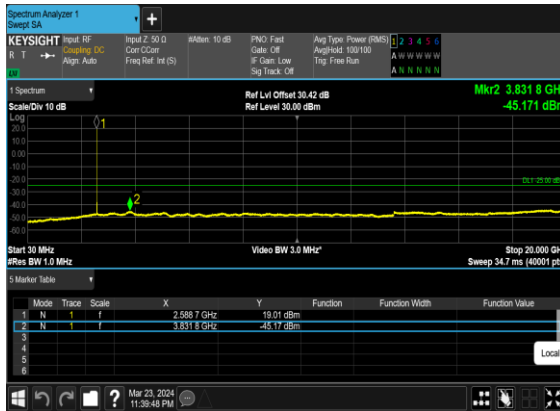 Spectrum Analyzer 1
Swept SA
+
KEYSIGHT Input: RF Input Z: 50 Ω #Atten: 10 dB PNO: Fast Avg Type: Power (RMS) 1 2 3 4 5 6
R T Coupling: DC Corr CCorr Gate: Off Avg|Hold: 100/100 A W W W W W
Align: Auto Freq Ref: Int (S) IF Gain: Low Trig: Free Run
Sig Track: Off A N N N N N
1 Spectrum Ref Lvl Offset 30.42 dB Mkr2 3.831 8 GHz
Scale/Div 10 dB Ref Level 30.00 dBm -45.171 dBm
Log
20.0
10.0
0.00
-10.0
-20.0
DL1 -25.00 dB
-30.0
-40.0
-50.0
-60.0
1
2
Start 30 MHz Video BW 3.0 MHz* Stop 20.000 GH
#Res BW 1.0 MHz Sweep 34.7 ms (40001 pt
5 Marker Table
Mode Trace Scale X Y Function Function Width Function Value
1 N 1 f 2.588 7 GHz 19.01 dBm
2 N 1 f 3.831 8 GHz -45.17 dBm
3
4
5
6
Local
? Mar 23, 2024
11:39:48 PM